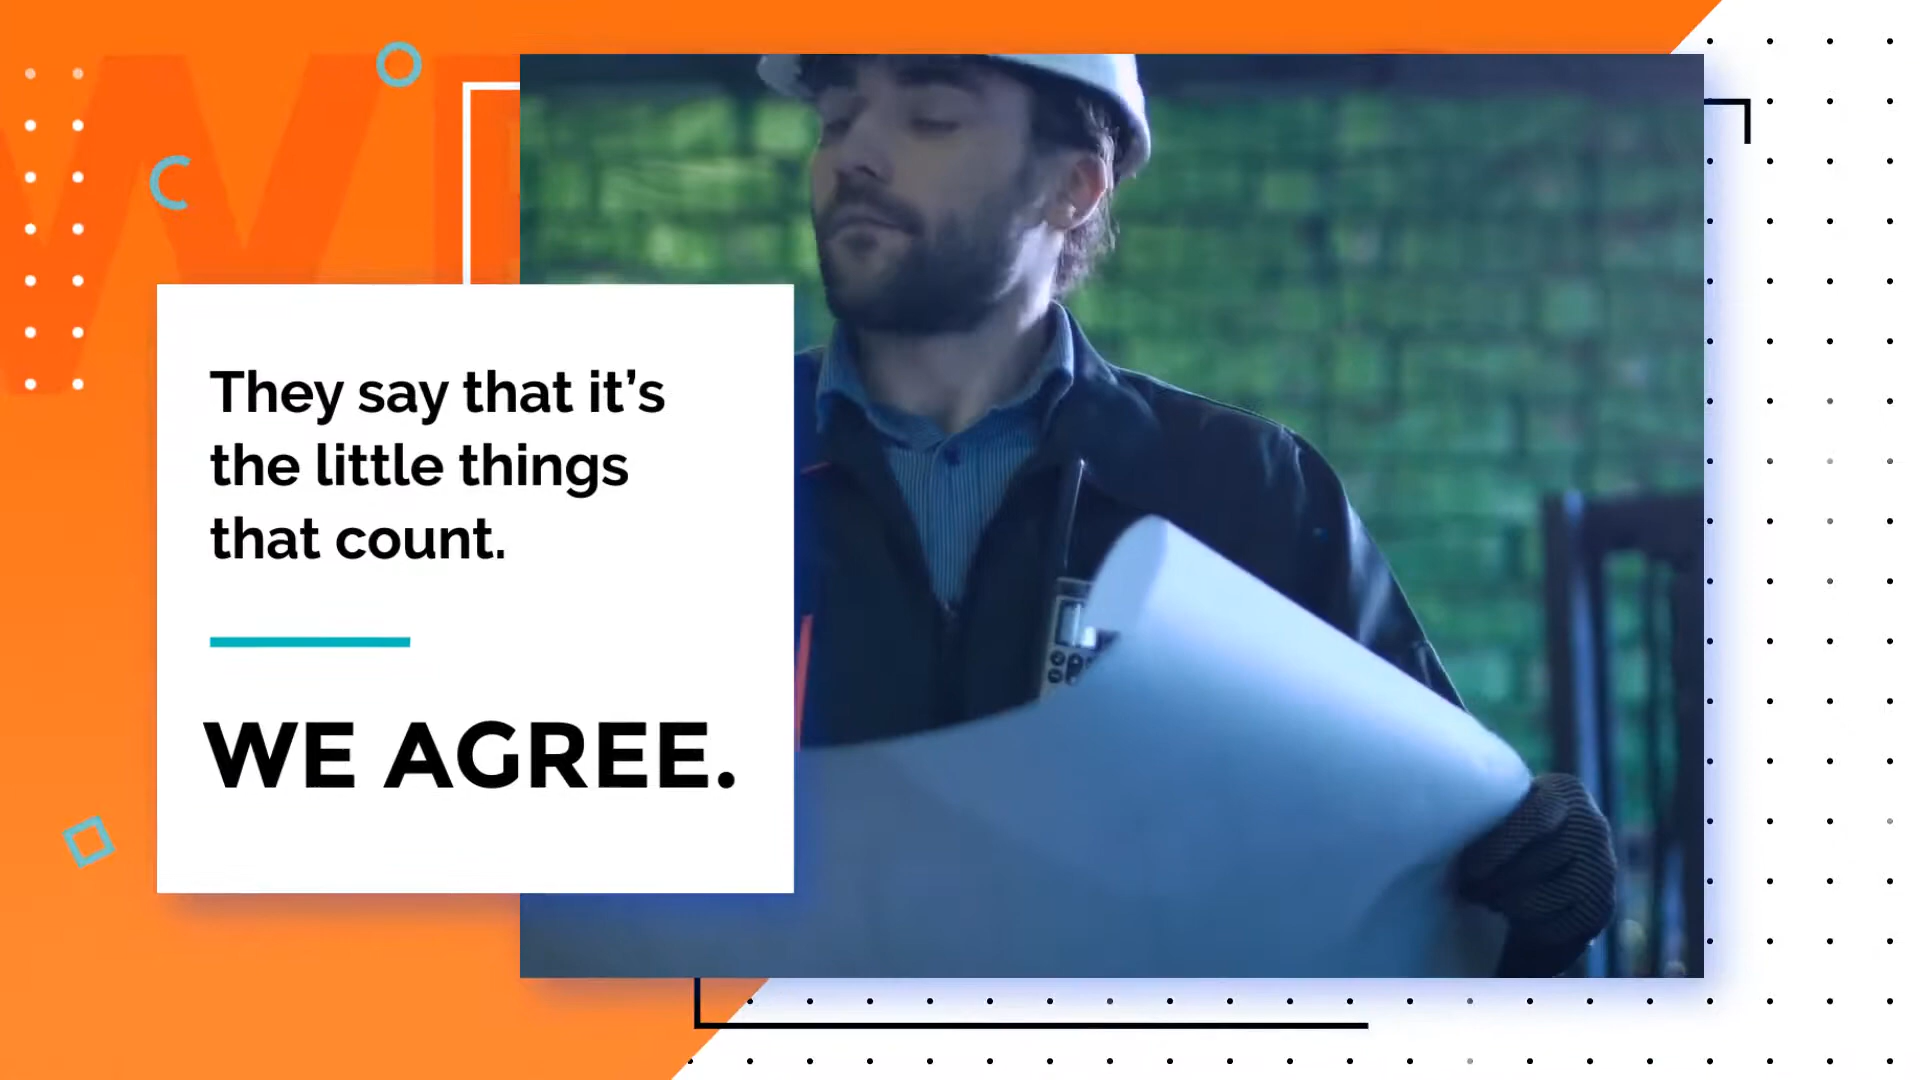 They say that it’s
the little things
that count.
WE AGREE.